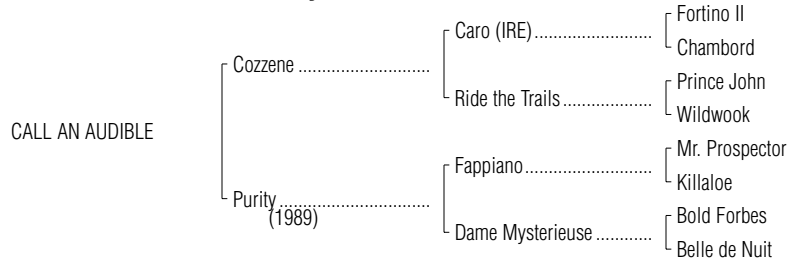 Fortino II
Caro (IRE)..........................
Chambord
Cozzene .............................
Prince John
Ride the Trails....................
Wildwook
CALL AN AUDIBLE
Mr. Prospector
Fappiano............................
Killaloe
Purity .................................
(1989)
Bold Forbes
Dame Mysterieuse ............
Belle de Nuit